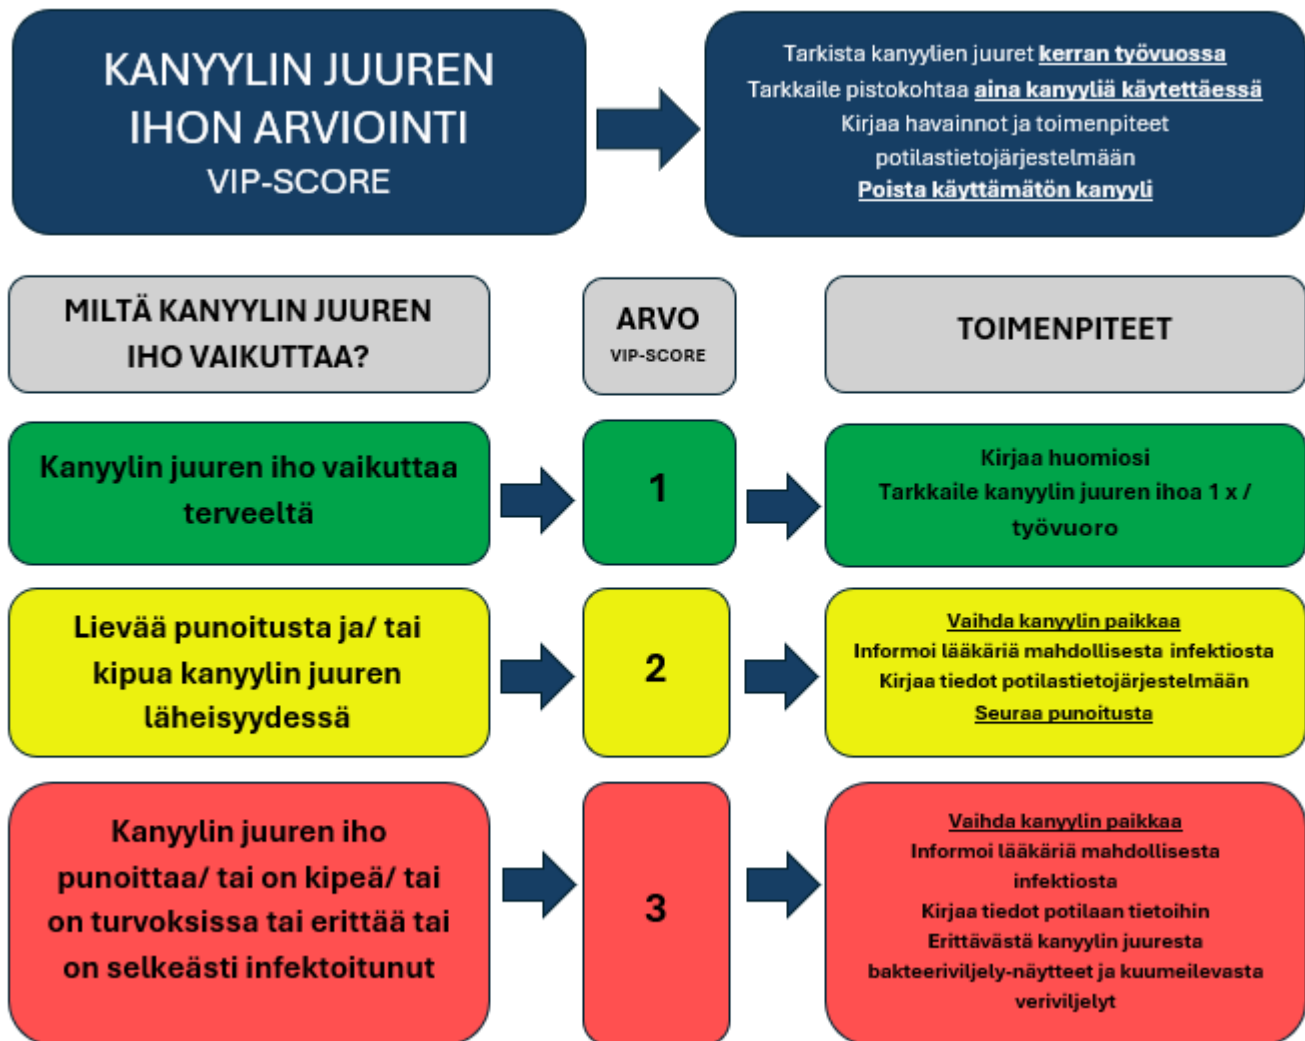 KANYYLIN JUUREN
IHON ARVIOINTI
VIP-SCORE
Tarkista kanyylien juuret kerran työvuossa
Tarkkaile pistokohtaa aina kanyyliä käytettäessä
Kirjaa havainnot ja toimenpiteet
potilastietojärjestelmään
Poista käyttämätön kanyyli
MILTÄ KANYYLIN JUUREN
IHO VAIKUTTAA?
ARVO
VIP-SCORE
TOIMENPITEET
Kanyylin juuren iho vaikuttaa
terveeltä
1
Kirjaa huomiosi
Tarkkaile kanyylin juuren ihoa 1 x /
työvuoro
Lievää punoitusta ja/ tai
kipua kanyylin juuren
läheisyydessä
2
Vaihda kanyylin paikkaa
Informoi lääkäriä mahdollisesta infektiosta
Kirjaa tiedot potilastietojärjestelmään
Seuraa punoitusta
Kanyylin juuren iho
punoittaa/ tai on kipeä/ tai
on turvoksissa tai erittää tai
on selkeästi infektoitunut
3
Vaihda kanyylin paikkaa
Informoi lääkäriä mahdollisesta
infektiosta
Kirjaa tiedot potilaan tietoihin
Erittävästä kanyylin juuresta
bakteeriviljely-näytteet ja kuumeilevasta
veriviljelyt